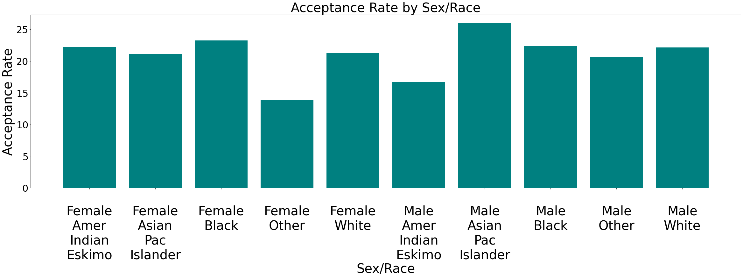 Acceptance Rate by Sex/Race
Acceptance Rate
25
20
15
10
5
0
Female
Amer
Indian
Eskimo
Female
Asian
Pac
Islander
Female
Black
Female
Other
Female
White
Male
Amer
Indian
Eskimo
Male
Asian
Pac
Islander
Male
Black
Male
Other
Male
White
Sex/Race